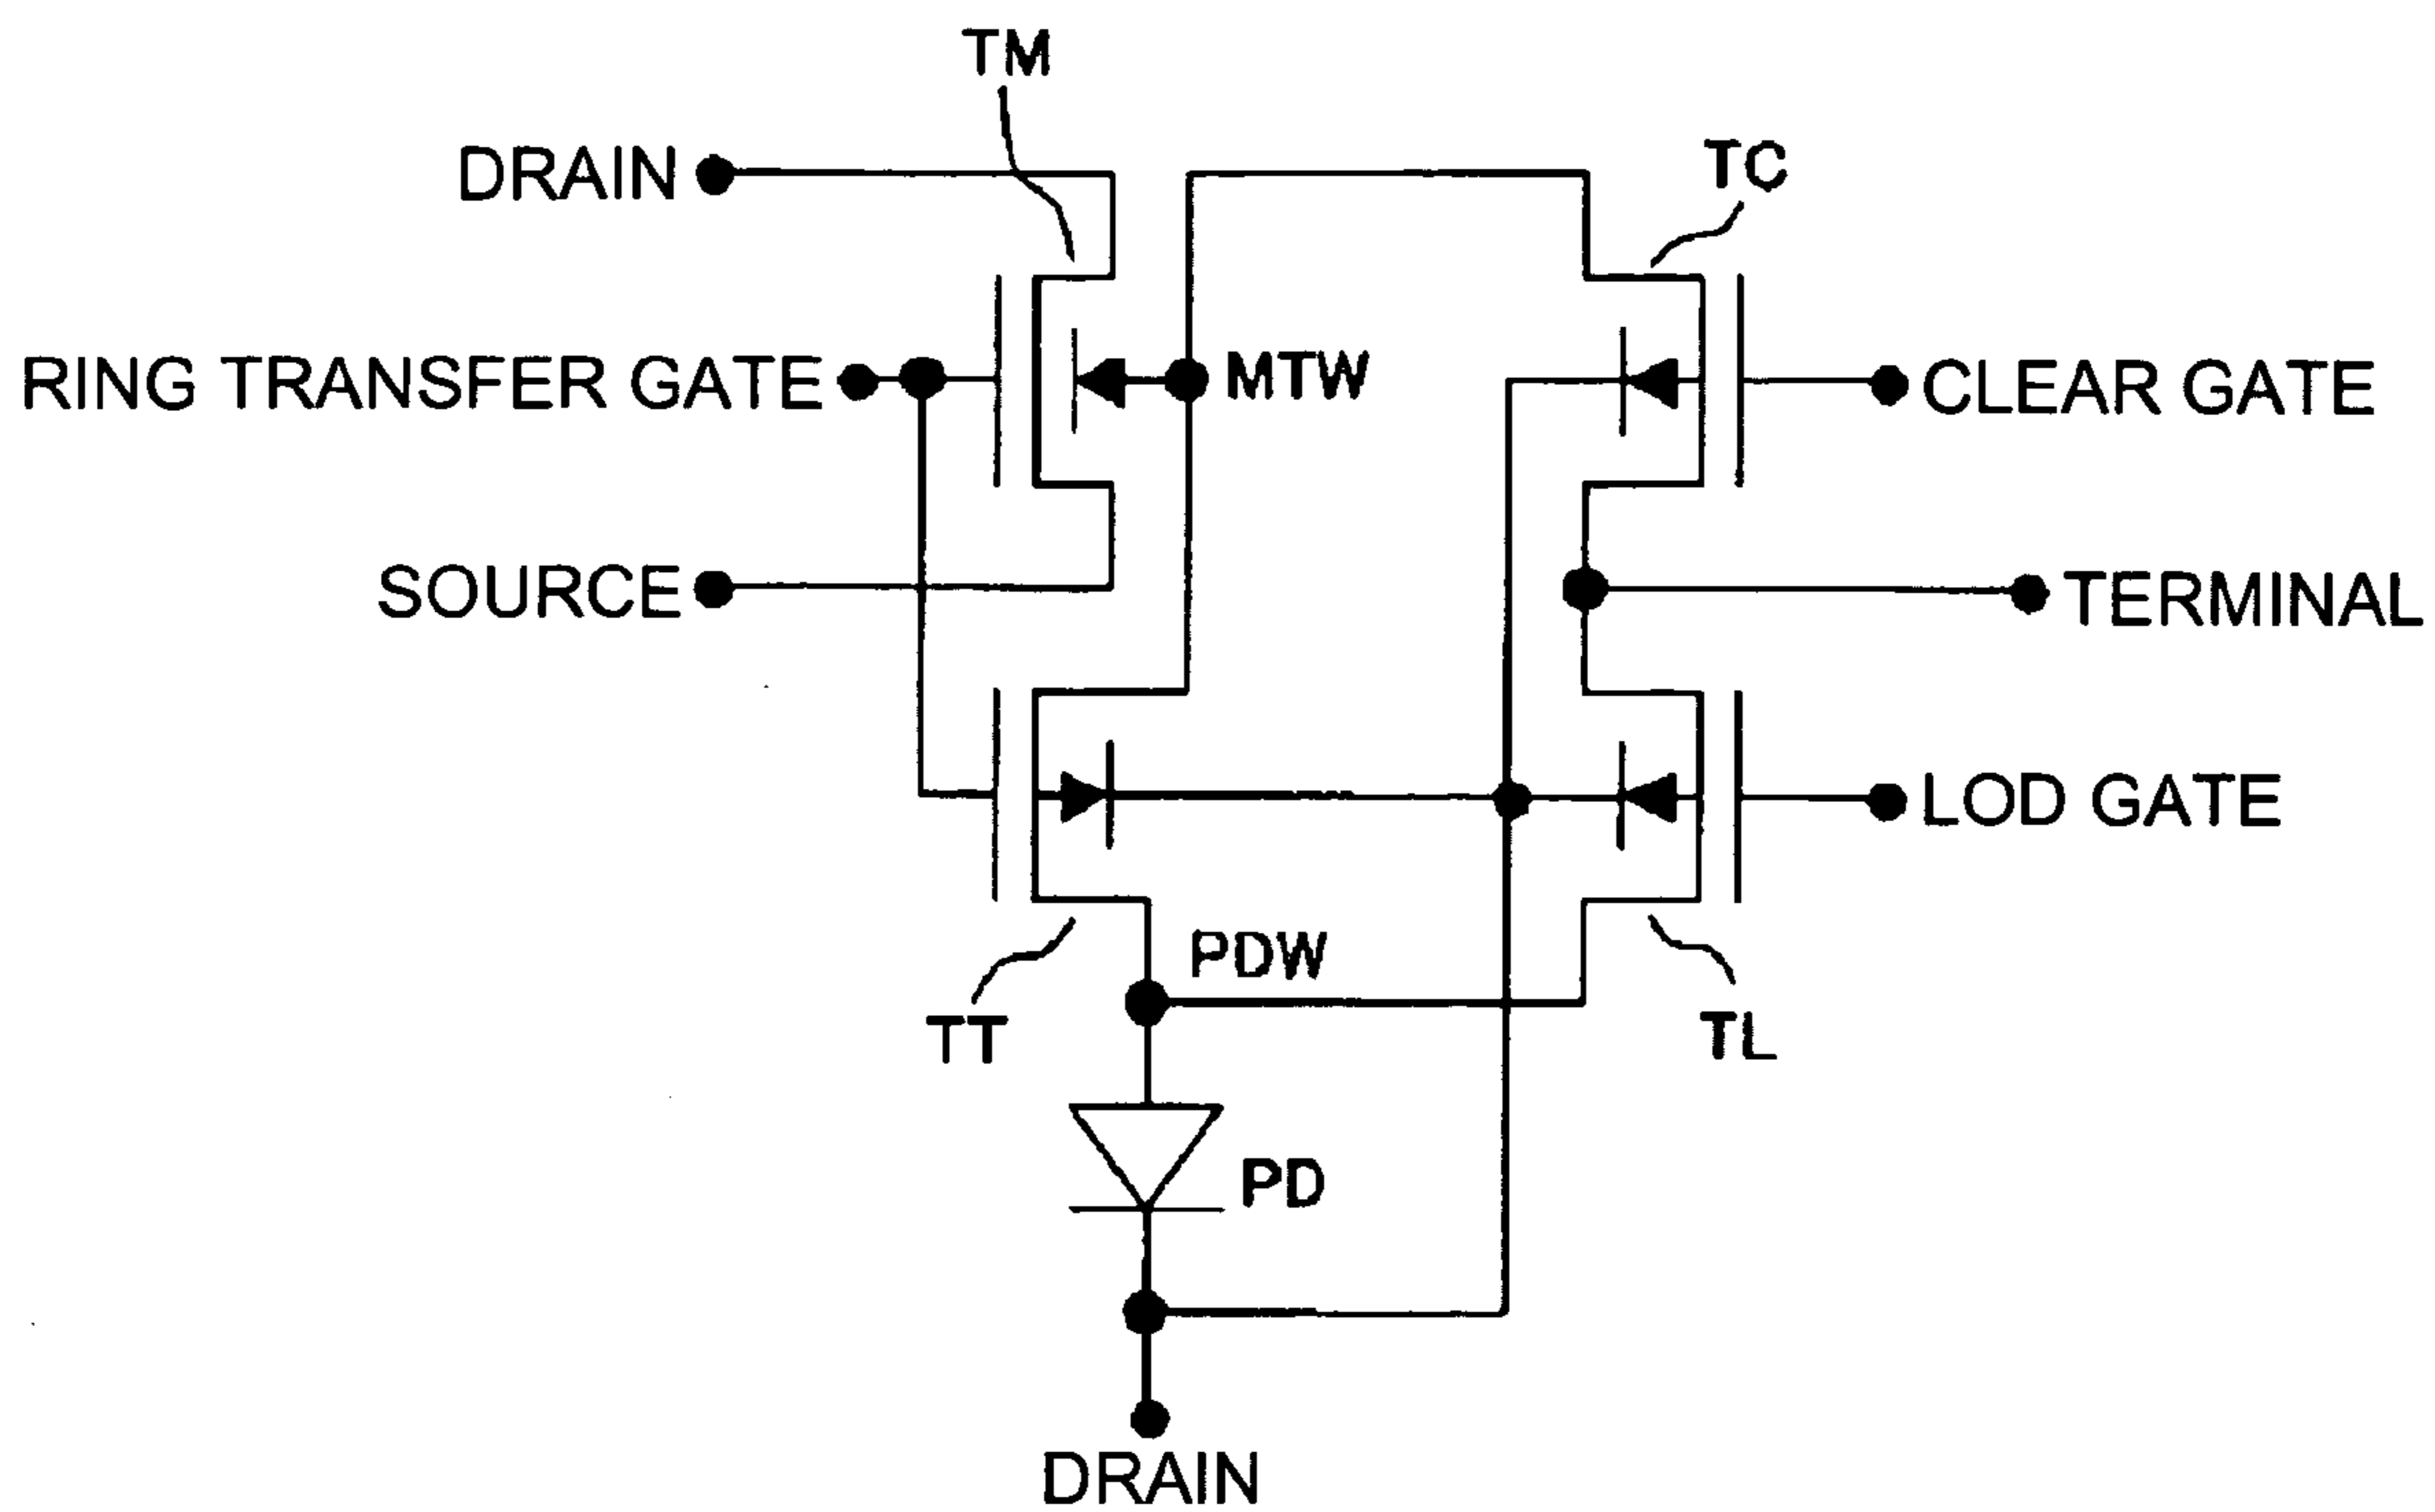 TM
DRAIN
TC
RING TRANSFER GATE
MTW
CLEAR GATE
SOURCE
TERMINAL
LOD GATE
PDW
TT
TL
PD
DRAIN